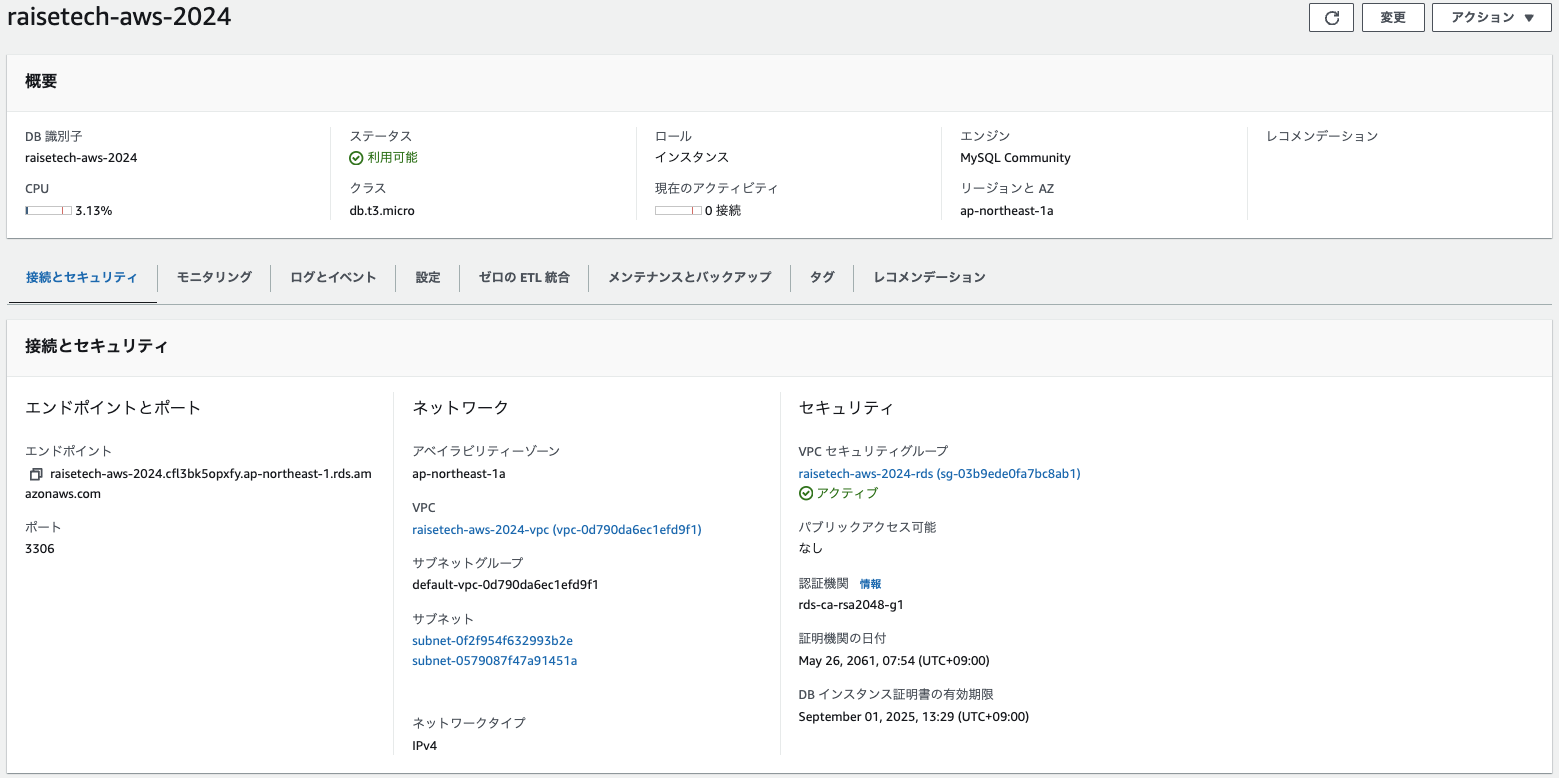 raisetech-aws-2024
変更
アクション ▼
概要
DB 識別子
raisetech-aws-2024
CPU
3.13%
ステータス
利用可能
クラス
db.t3.micro
ロール
インスタンス
現在のアクティビティ
0 接続
エンジン
MySQL Community
リージョンと AZ
ap-northeast-1a
レコメンデーション
接続とセキュリティ
モニタリング
ログとイベント
設定
ゼロの ETL 統合
メンテナンスとバックアップ
タグ
レコメンデーション
接続とセキュリティ
エンドポイントとポート
エンドポイント
raisetech-aws-2024.cfl3bk5opxfy.ap-northeast-1.rds.am
azonaws.com
ポート
3306
ネットワーク
アベイラビリティーゾーン
ap-northeast-1a
VPC
raisetech-aws-2024-vpc (vpc-0d790da6ec1efd9f1)
サブネットグループ
default-vpc-0d790da6ec1efd9f1
サブネット
subnet-0f2f954f632993b2e
subnet-0579087f47a91451a
ネットワークタイプ
IPv4
セキュリティ
VPC セキュリティグループ
raisetech-aws-2024-rds (sg-03b9ede0fa7bc8ab1)
アクティブ
パブリックアクセス可能
なし
認証機関 情報
rds-ca-rsa2048-g1
証明機関の日付
May 26, 2061, 07:54 (UTC+09:00)
DB インスタンス証明書の有効期限
September 01, 2025, 13:29 (UTC+09:00)